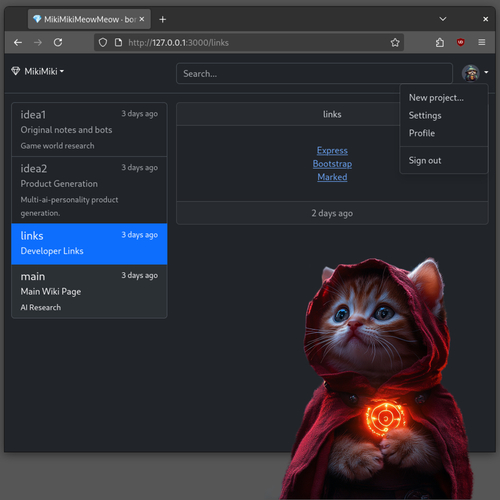 MikiMikiMeowMeow · bo
http://127.0.0.1:3000/links
MikiMiki
Search...
New project...
Settings
Profile
Sign out
idea1 3 days ago
Original notes and bots
Game world research
idea2 3 days ago
Product Generation
Multi-ai-personality product
generation.
links 3 days ago
Developer Links
main 3 days ago
Main Wiki Page
AI Research
links
Express
Bootstrap
Marked
2 days ago